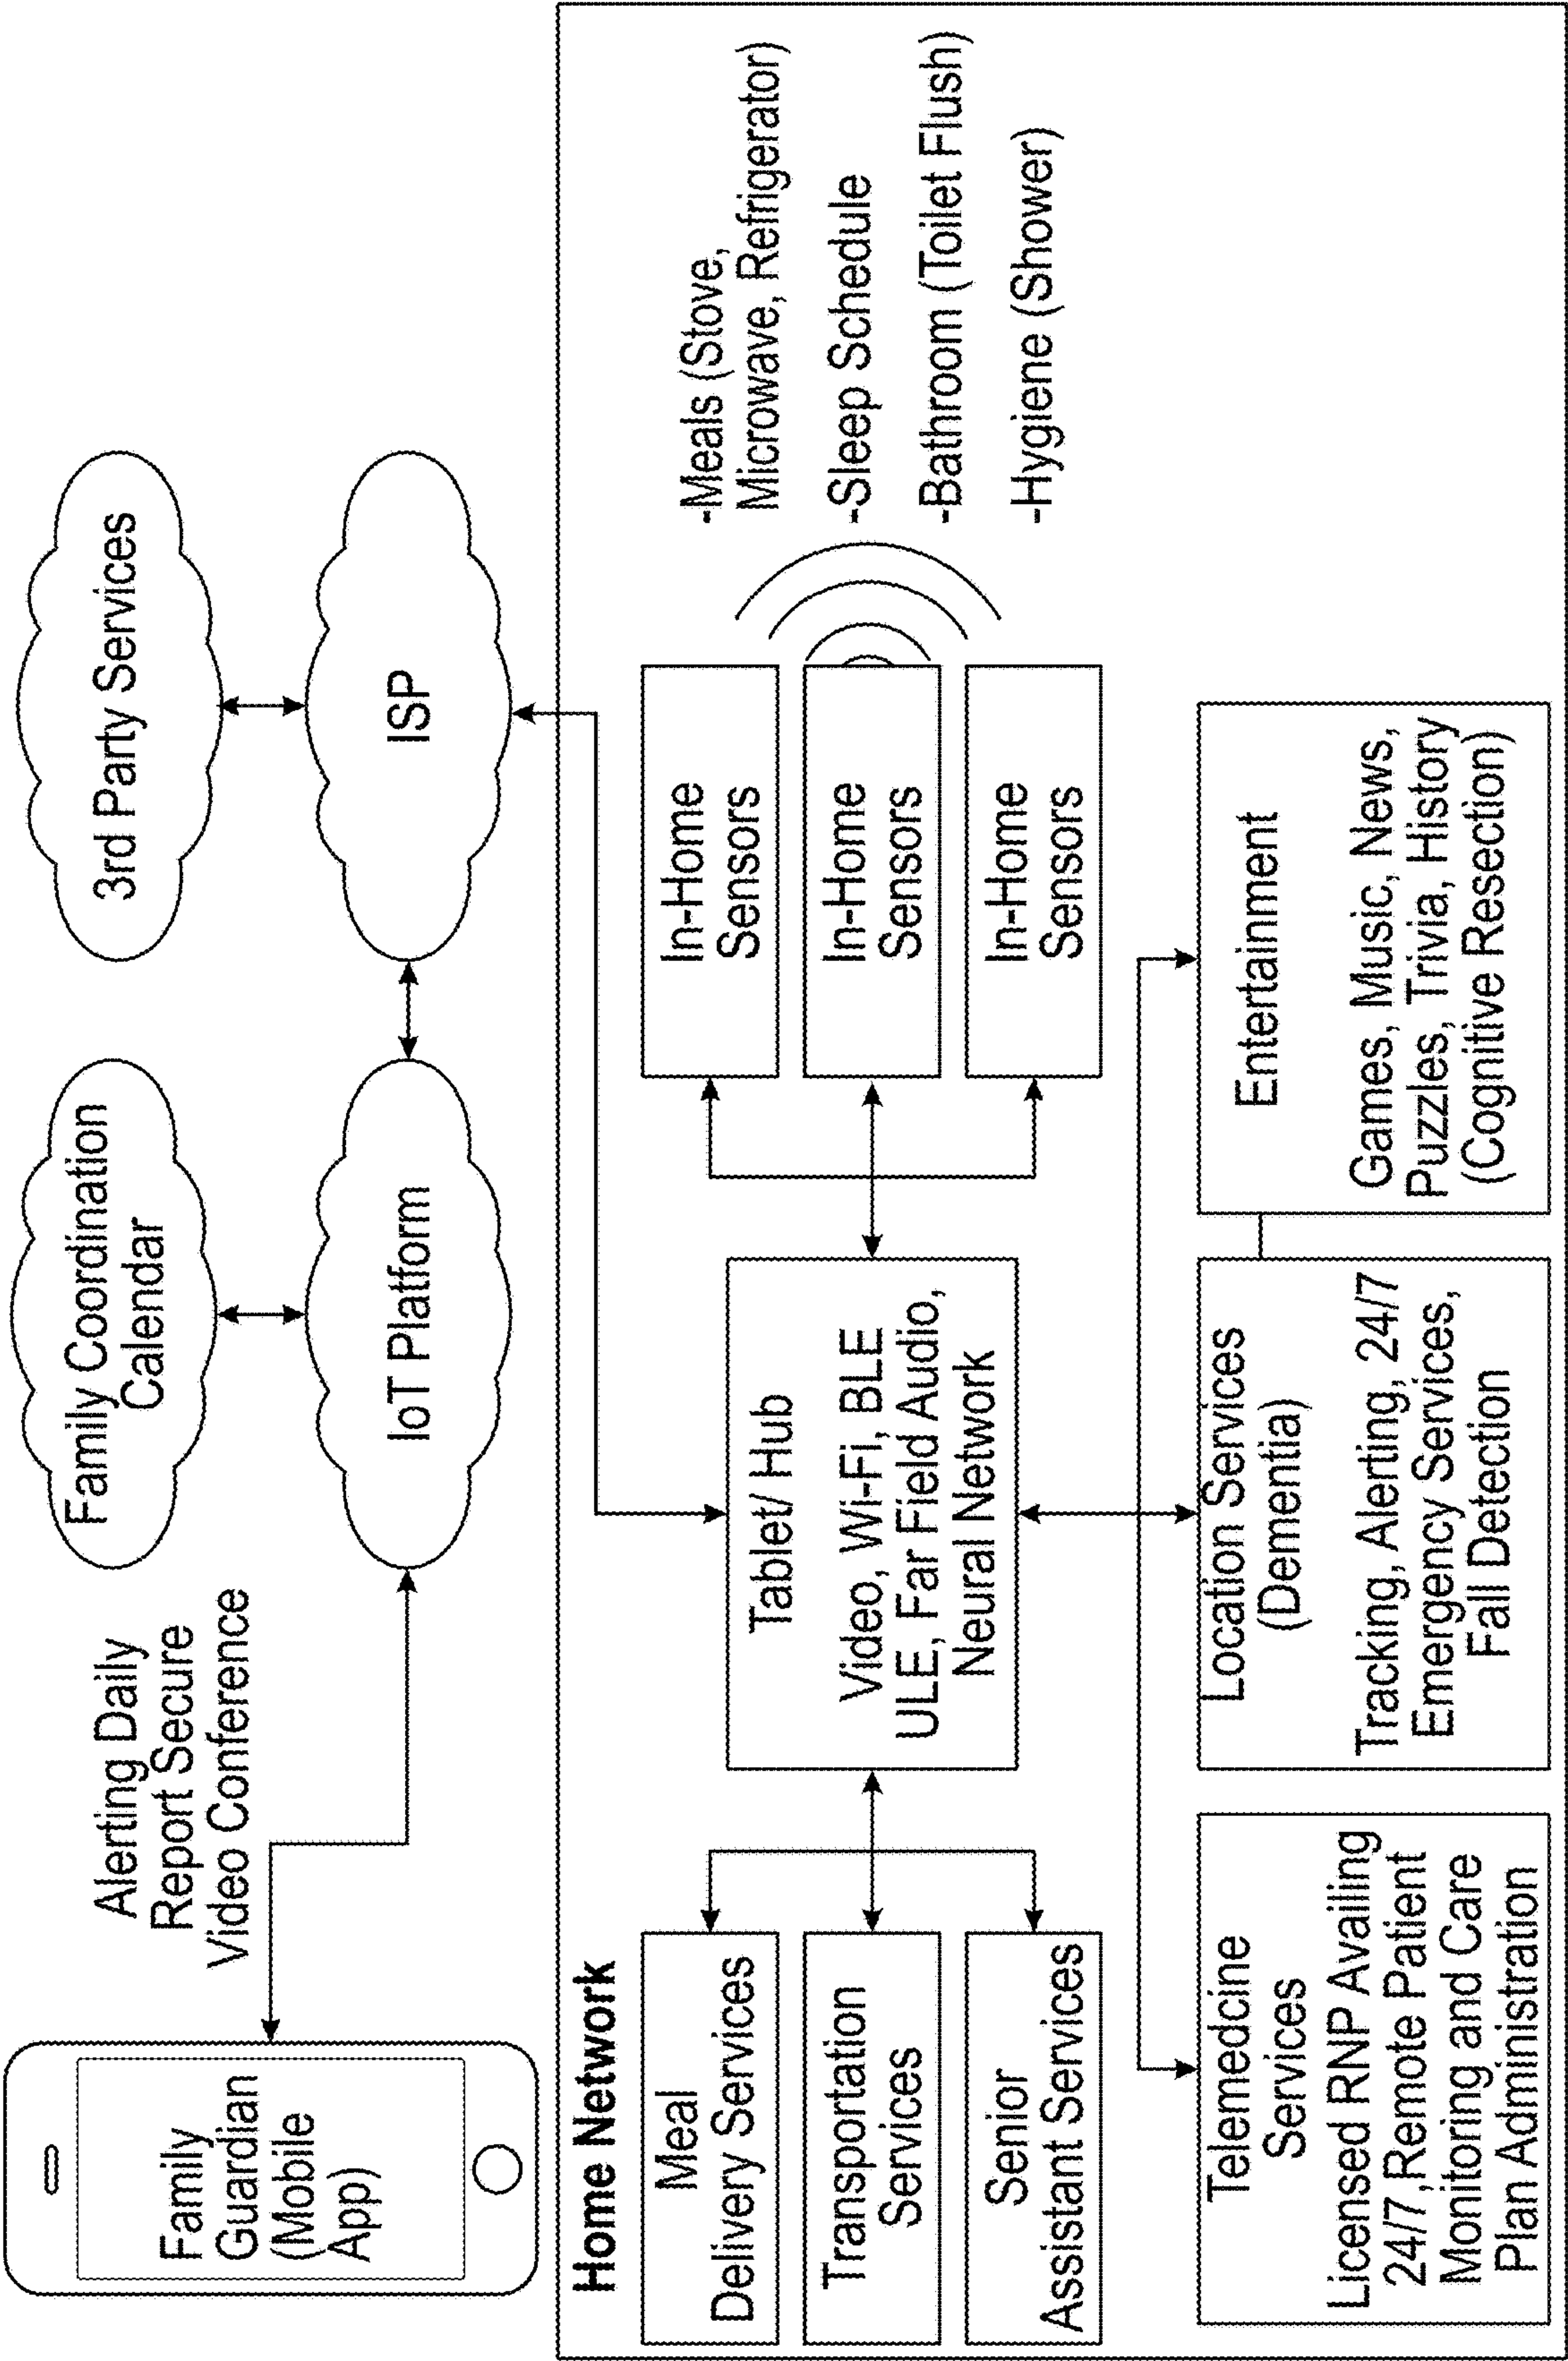 Family
Guardian
(Mobile
App)
Alerting Daily
Report Secure
Video Conference
Family Coordination
Calendar
3rd Party Services
IoT Platform
ISP
Home Network
Meal
Delivery Services
Transportation
Services
Senior
Assistant Services
Tablet/ Hub
Video, Wi-Fi, BLE
ULE, Far Field Audio,
Neural Network
In-Home
Sensors
In-Home
Sensors
In-Home
Sensors
-Meals (Stove,
Microwave, Refrigerator)
-Sleep Schedule
-Bathroom (Toilet Flush)
-Hygiene (Shower)
Telemedcine
Services
Licensed RNP Availing
24/7,Remote Patient
Monitoring and Care
Plan Administration
Location Services
(Dementia)
Tracking, Alerting, 24/7
Emergency Services,
Fall Detection
Entertainment
Games, Music, News,
Puzzles, Trivia, History
(Cognitive Resection)